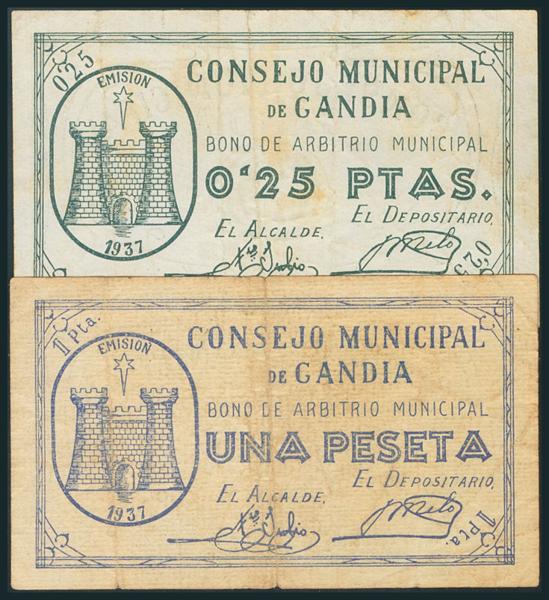 0'25
EMISION
1937
CONSEJO MUNICIPAL
DE GANDIA
BONO DE ARBITRIO MUNICIPAL
0'25 PTAS.
EL ALCALDE, EL DEPOSITARIO,
0'25
1 Pta.
EMISION
1937
CONSEJO MUNICIPAL
DE GANDIA
BONO DE ARBITRIO MUNICIPAL
UNA PESETA
EL ALCALDE, EL DEPOSITARIO,
1 Pta.